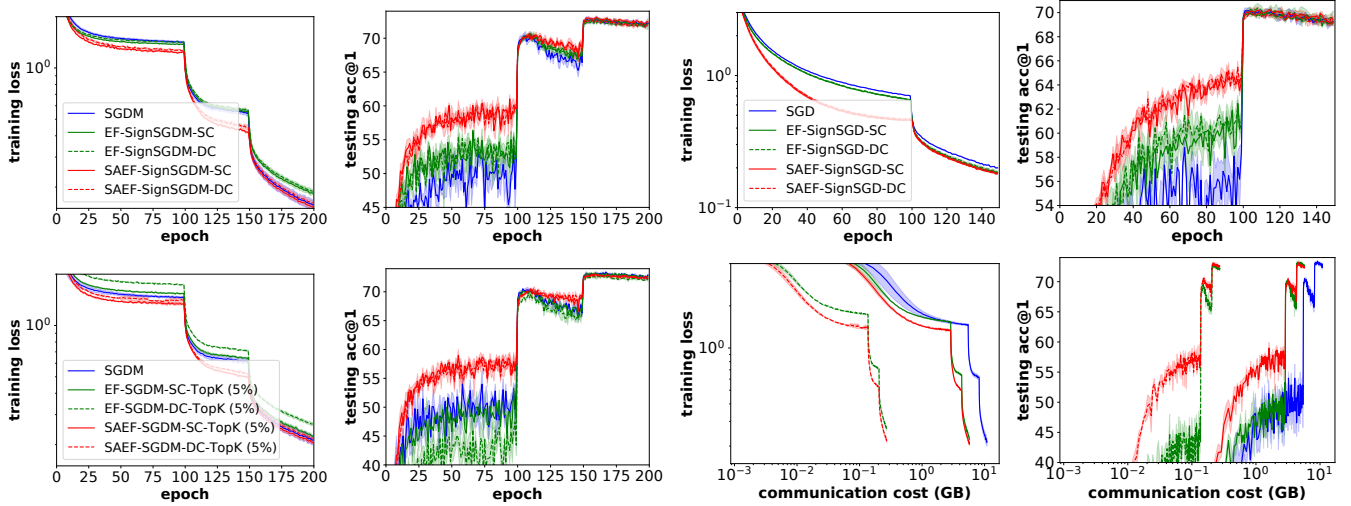 training loss
10⁰
SGDM
EF-SignSGDM-SC
EF-SignSGDM-DC
SAEF-SignSGDM-SC
SAEF-SignSGDM-DC
0 25 50 75 100 125 150 175 200
epoch
testing acc@1
70
65
60
55
50
45
0 25 50 75 100 125 150 175 200
epoch
training loss
10⁰
10⁻¹
SGD
EF-SignSGD-SC
EF-SignSGD-DC
SAEF-SignSGD-SC
SAEF-SignSGD-DC
0 20 40 60 80 100 120 140
epoch
testing acc@1
70
68
66
64
62
60
58
56
54
0 20 40 60 80 100 120 140
epoch
training loss
10⁰
SGDM
EF-SGDM-SC-TopK (5%)
EF-SGDM-DC-TopK (5%)
SAEF-SGDM-SC-TopK (5%)
SAEF-SGDM-DC-TopK (5%)
0 25 50 75 100 125 150 175 200
epoch
testing acc@1
70
65
60
55
50
45
40
0 25 50 75 100 125 150 175 200
epoch
training loss
10⁰
10⁻³ 10⁻² 10⁻¹ 10⁰ 10¹
communication cost (GB)
testing acc@1
70
65
60
55
50
45
40
10⁻³ 10⁻² 10⁻¹ 10⁰ 10¹
communication cost (GB)